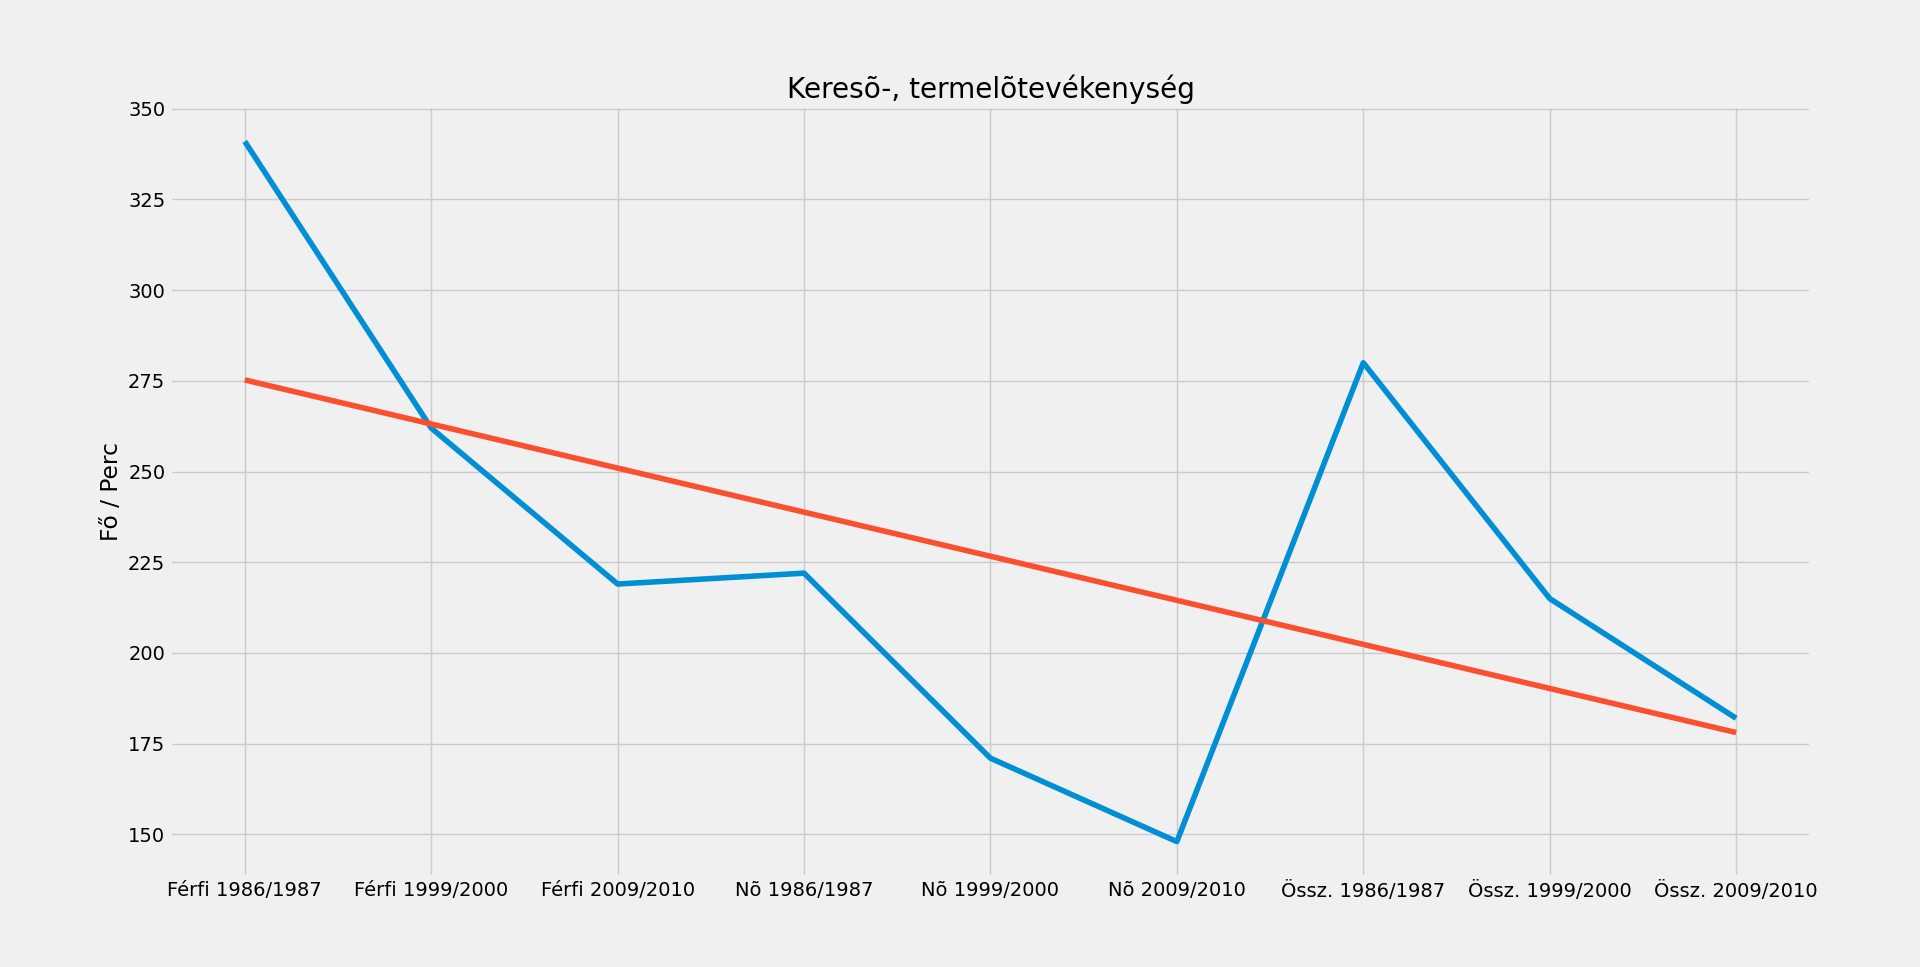 Keresõ-, termelõtevékenység
Fő / Perc
350
325
300
275
250
225
200
175
150
Férfi 1986/1987
Férfi 1999/2000
Férfi 2009/2010
Nõ 1986/1987
Nõ 1999/2000
Nõ 2009/2010
Össz. 1986/1987
Össz. 1999/2000
Össz. 2009/2010